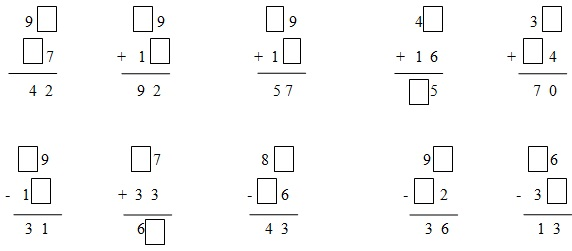 9□ □9 □9 4□ 3□
□7 + 1□ + 1□ + 1 6 + □ 4
4 2 9 2 5 7 □5 7 0
□9 □7 8□ 9□ □6
- 1□ + 3 3 - □ 6 - □ 2 - 3□
3 1 6□ 4 3 3 6 1 3